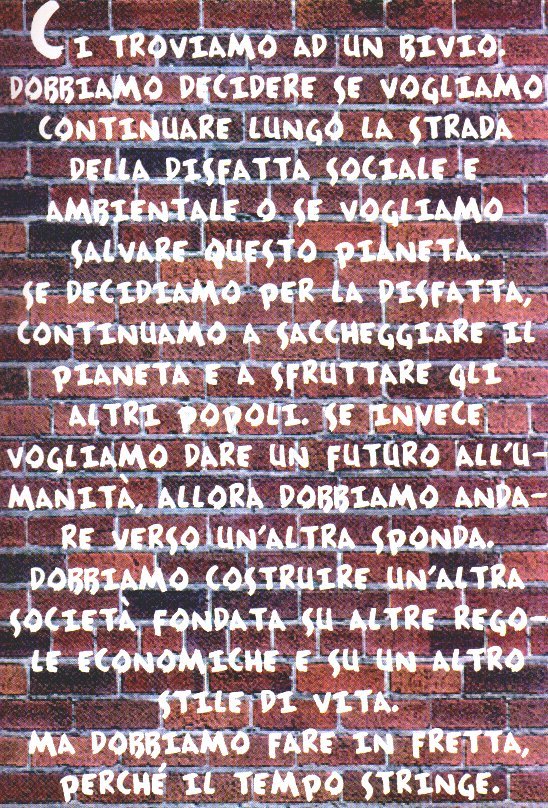 CI TROVIAMO AD UN BIVIO.
DOBBIAMO DECIDERE SE VOGLIAMO
CONTINUARE LUNGO LA STRADA
DELLA DISFATTA SOCIALE E
AMBIENTALE O SE VOGLIAMO
SALVARE QUESTO PIANETA.
SE DECIDIAMO PER LA DISFATTA,
CONTINUAMO A SACCHEGGIARE IL
PIANETA E A SFRUTTARE GLI
ALTRI POPOLI. SE INVECE
VOGLIAMO DARE UN FUTURO ALL'U-
MANITÀ, ALLORA DOBBIAMO ANDA-
RE VERSO UN'ALTRA SPONDA.
DOBBIAMO COSTRUIRE UN'ALTRA
SOCIETÀ FONDATA SU ALTRE REGO-
LE ECONOMICHE E SU UN ALTRO
STILE DI VITA.
MA DOBBIAMO FARE IN FRETTA,
PERCHÉ IL TEMPO STRINGE.